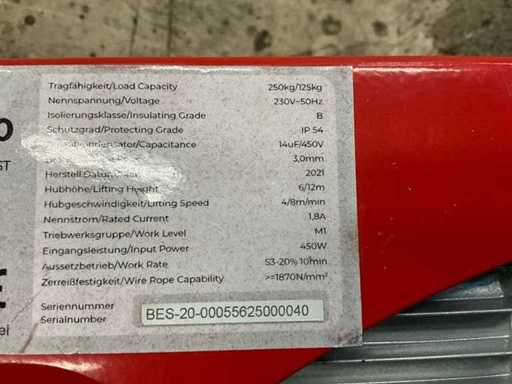 Tragfähigkeit/Load Capacity 250kg/125kg
Nennspannung/Voltage 230V~50Hz
Isolierungsklasse/Insulating Grade B
Schutzgrad/Protecting Grade IP 54
14uF/450V
3,0mm
Herstell 2021
Hubhöhe/Lifting Height 6/12m
Hubgeschwindigkeit/Lifting Speed 4/8m/min
Nennstrom/Rated Current 1,8A
Triebwerksgruppe/Work Level M1
Eingangsleistung/Input Power 450W
Aussetzbetrieb/Work Rate S3-20% 10min
Zerreißfestigkeit/Wire Rope Capability >=1870N/mm²
Seriennummer
Serialnumber BES-20-00055625000040